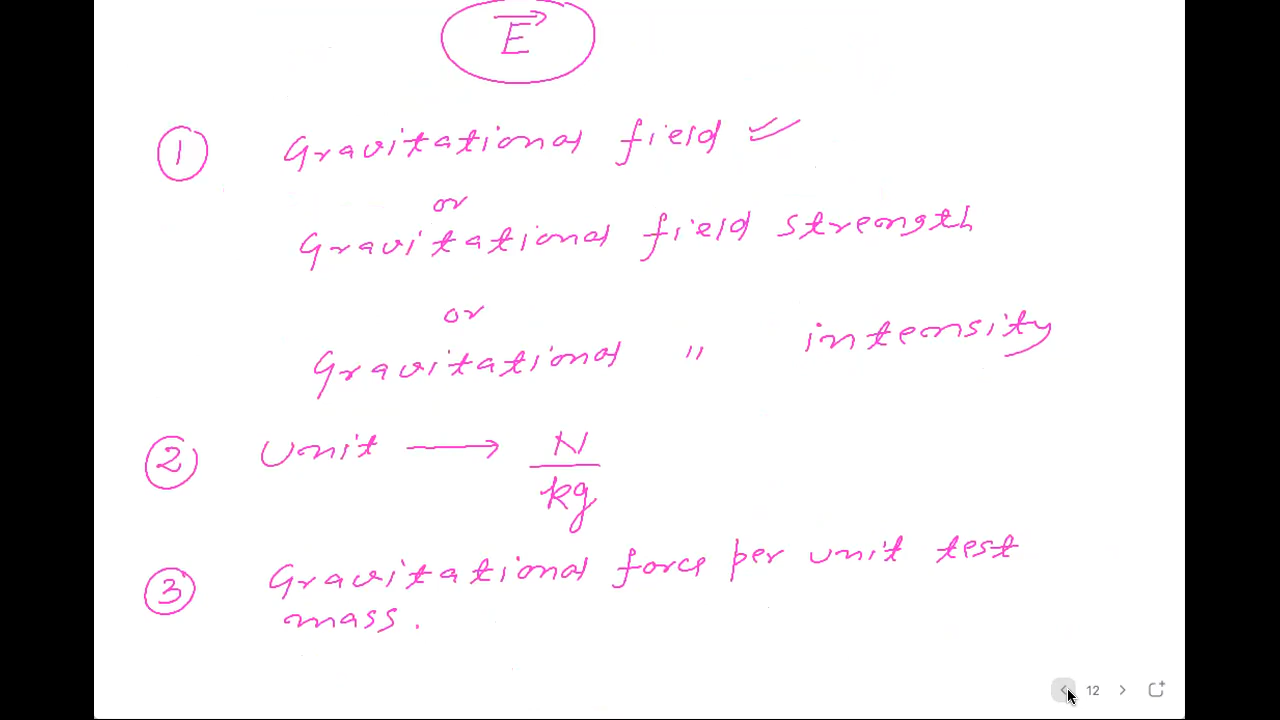 E
① Gravitational field
or
Gravitational field strength
or
Gravitational " intensity
② Unit → N/kg
③ Gravitational force per unit test
mass.
12